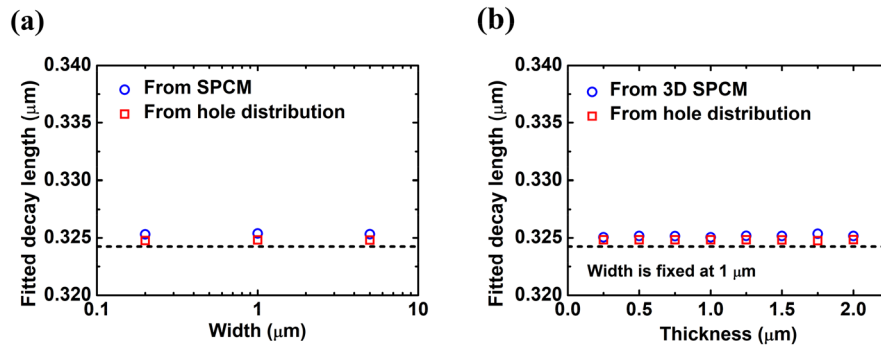 (a)
0.340
0.335
0.330
0.325
0.320
Fitted decay length (μm)
From SPCM
From hole distribution
0.1
1
10
Width (μm)
(b)
0.340
0.335
0.330
0.325
0.320
Fitted decay length (μm)
From 3D SPCM
From hole distribution
Width is fixed at 1 μm
0.0
0.5
1.0
1.5
2.0
Thickness (μm)